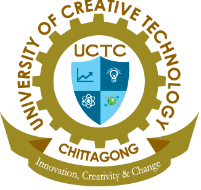 UNIVERSITY OF CREATIVE TECHNOLOGY
UCTC
CHITTAGONG
Innovation, Creativity & Change